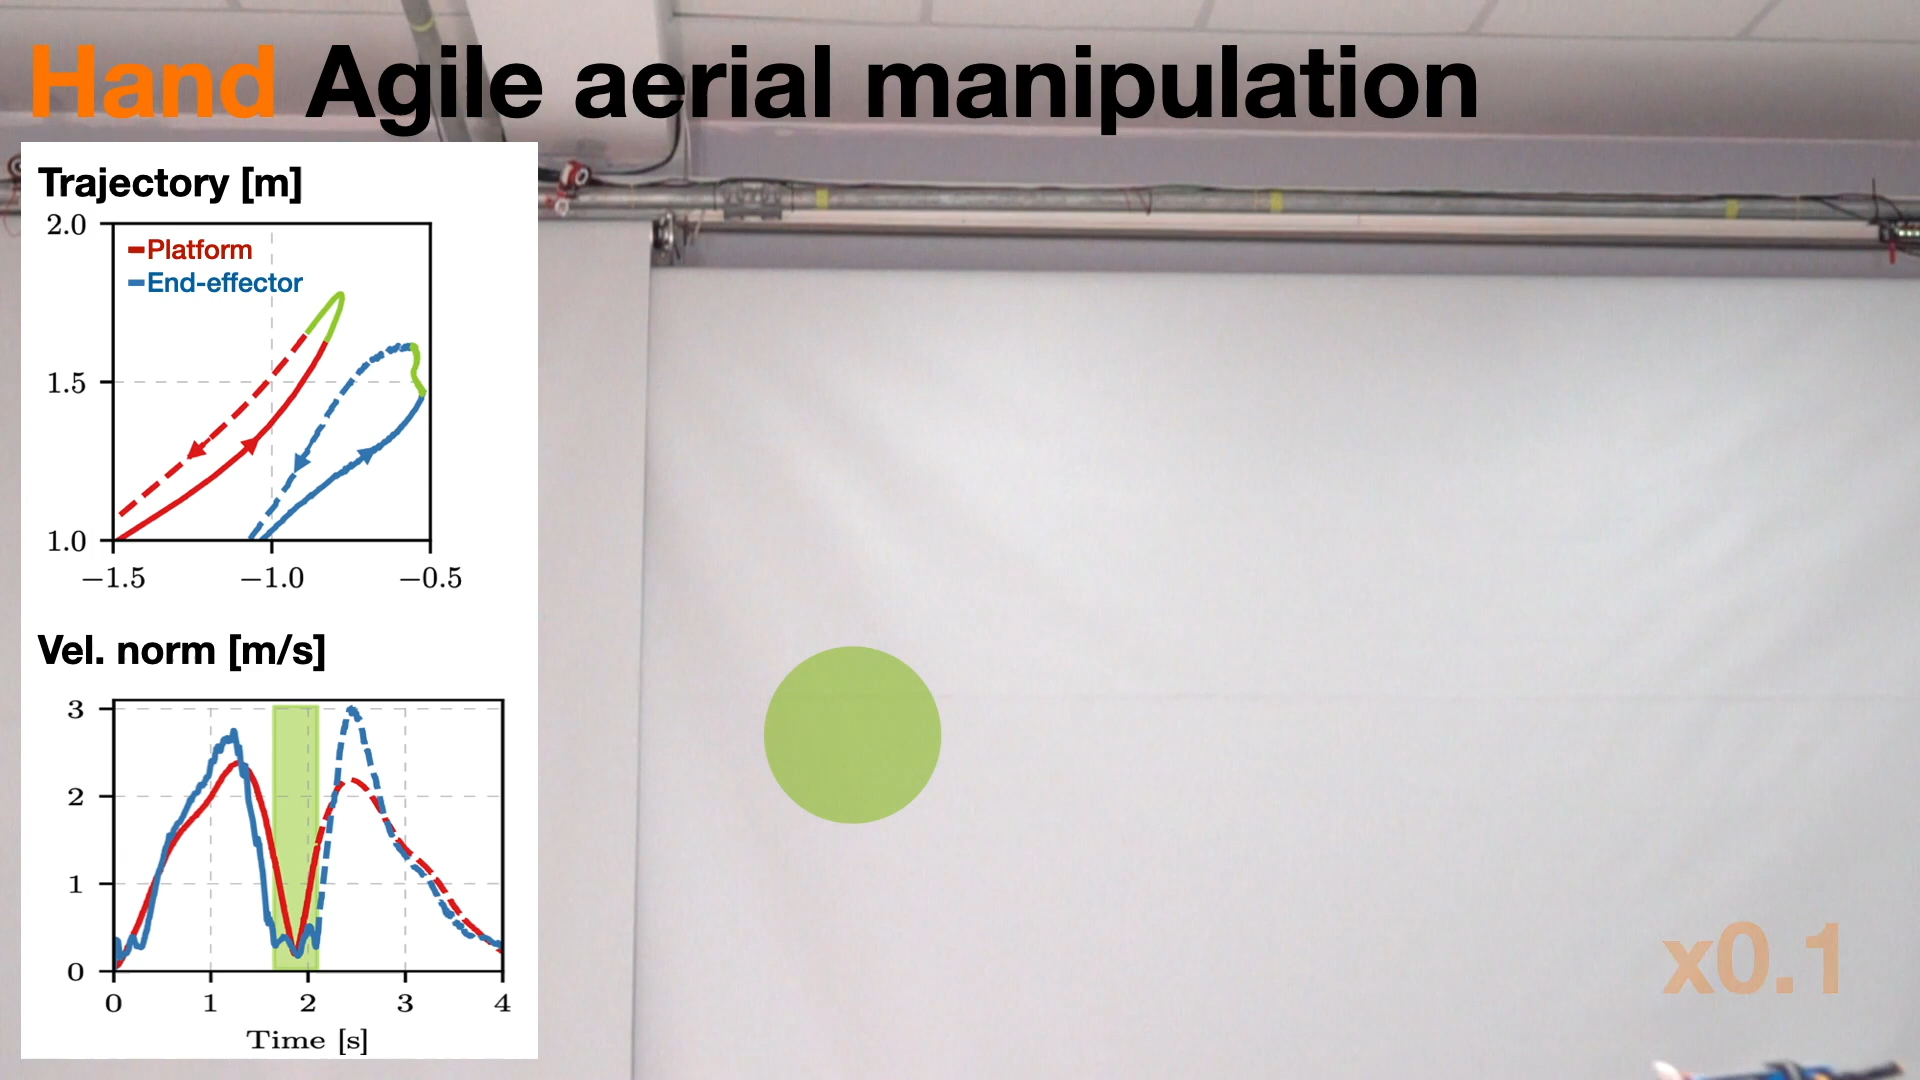 Hand Agile aerial manipulation
Trajectory [m]
2.0
Platform
End-effector
1.5
1.0
−1.5 −1.0 −0.5
Vel. norm [m/s]
3
2
1
0
0 1 2 3 4
Time [s]
x0.1